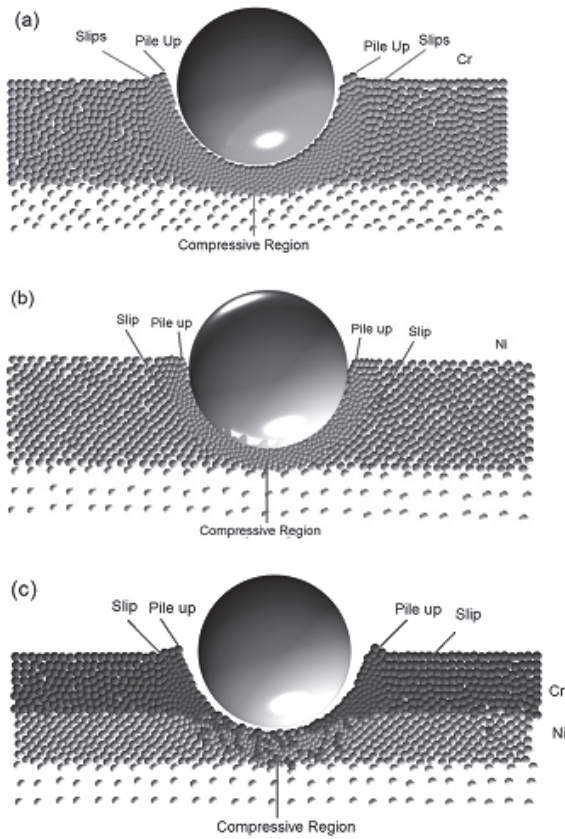 (a)
Slips
Pile Up
Pile Up
Slips
Cr
Compressive Region
(b)
Slip
Pile up
Pile up
Slip
Ni
Compressive Region
(c)
Slip
Pile up
Pile up
Slip
Cr
Ni
Compressive Region